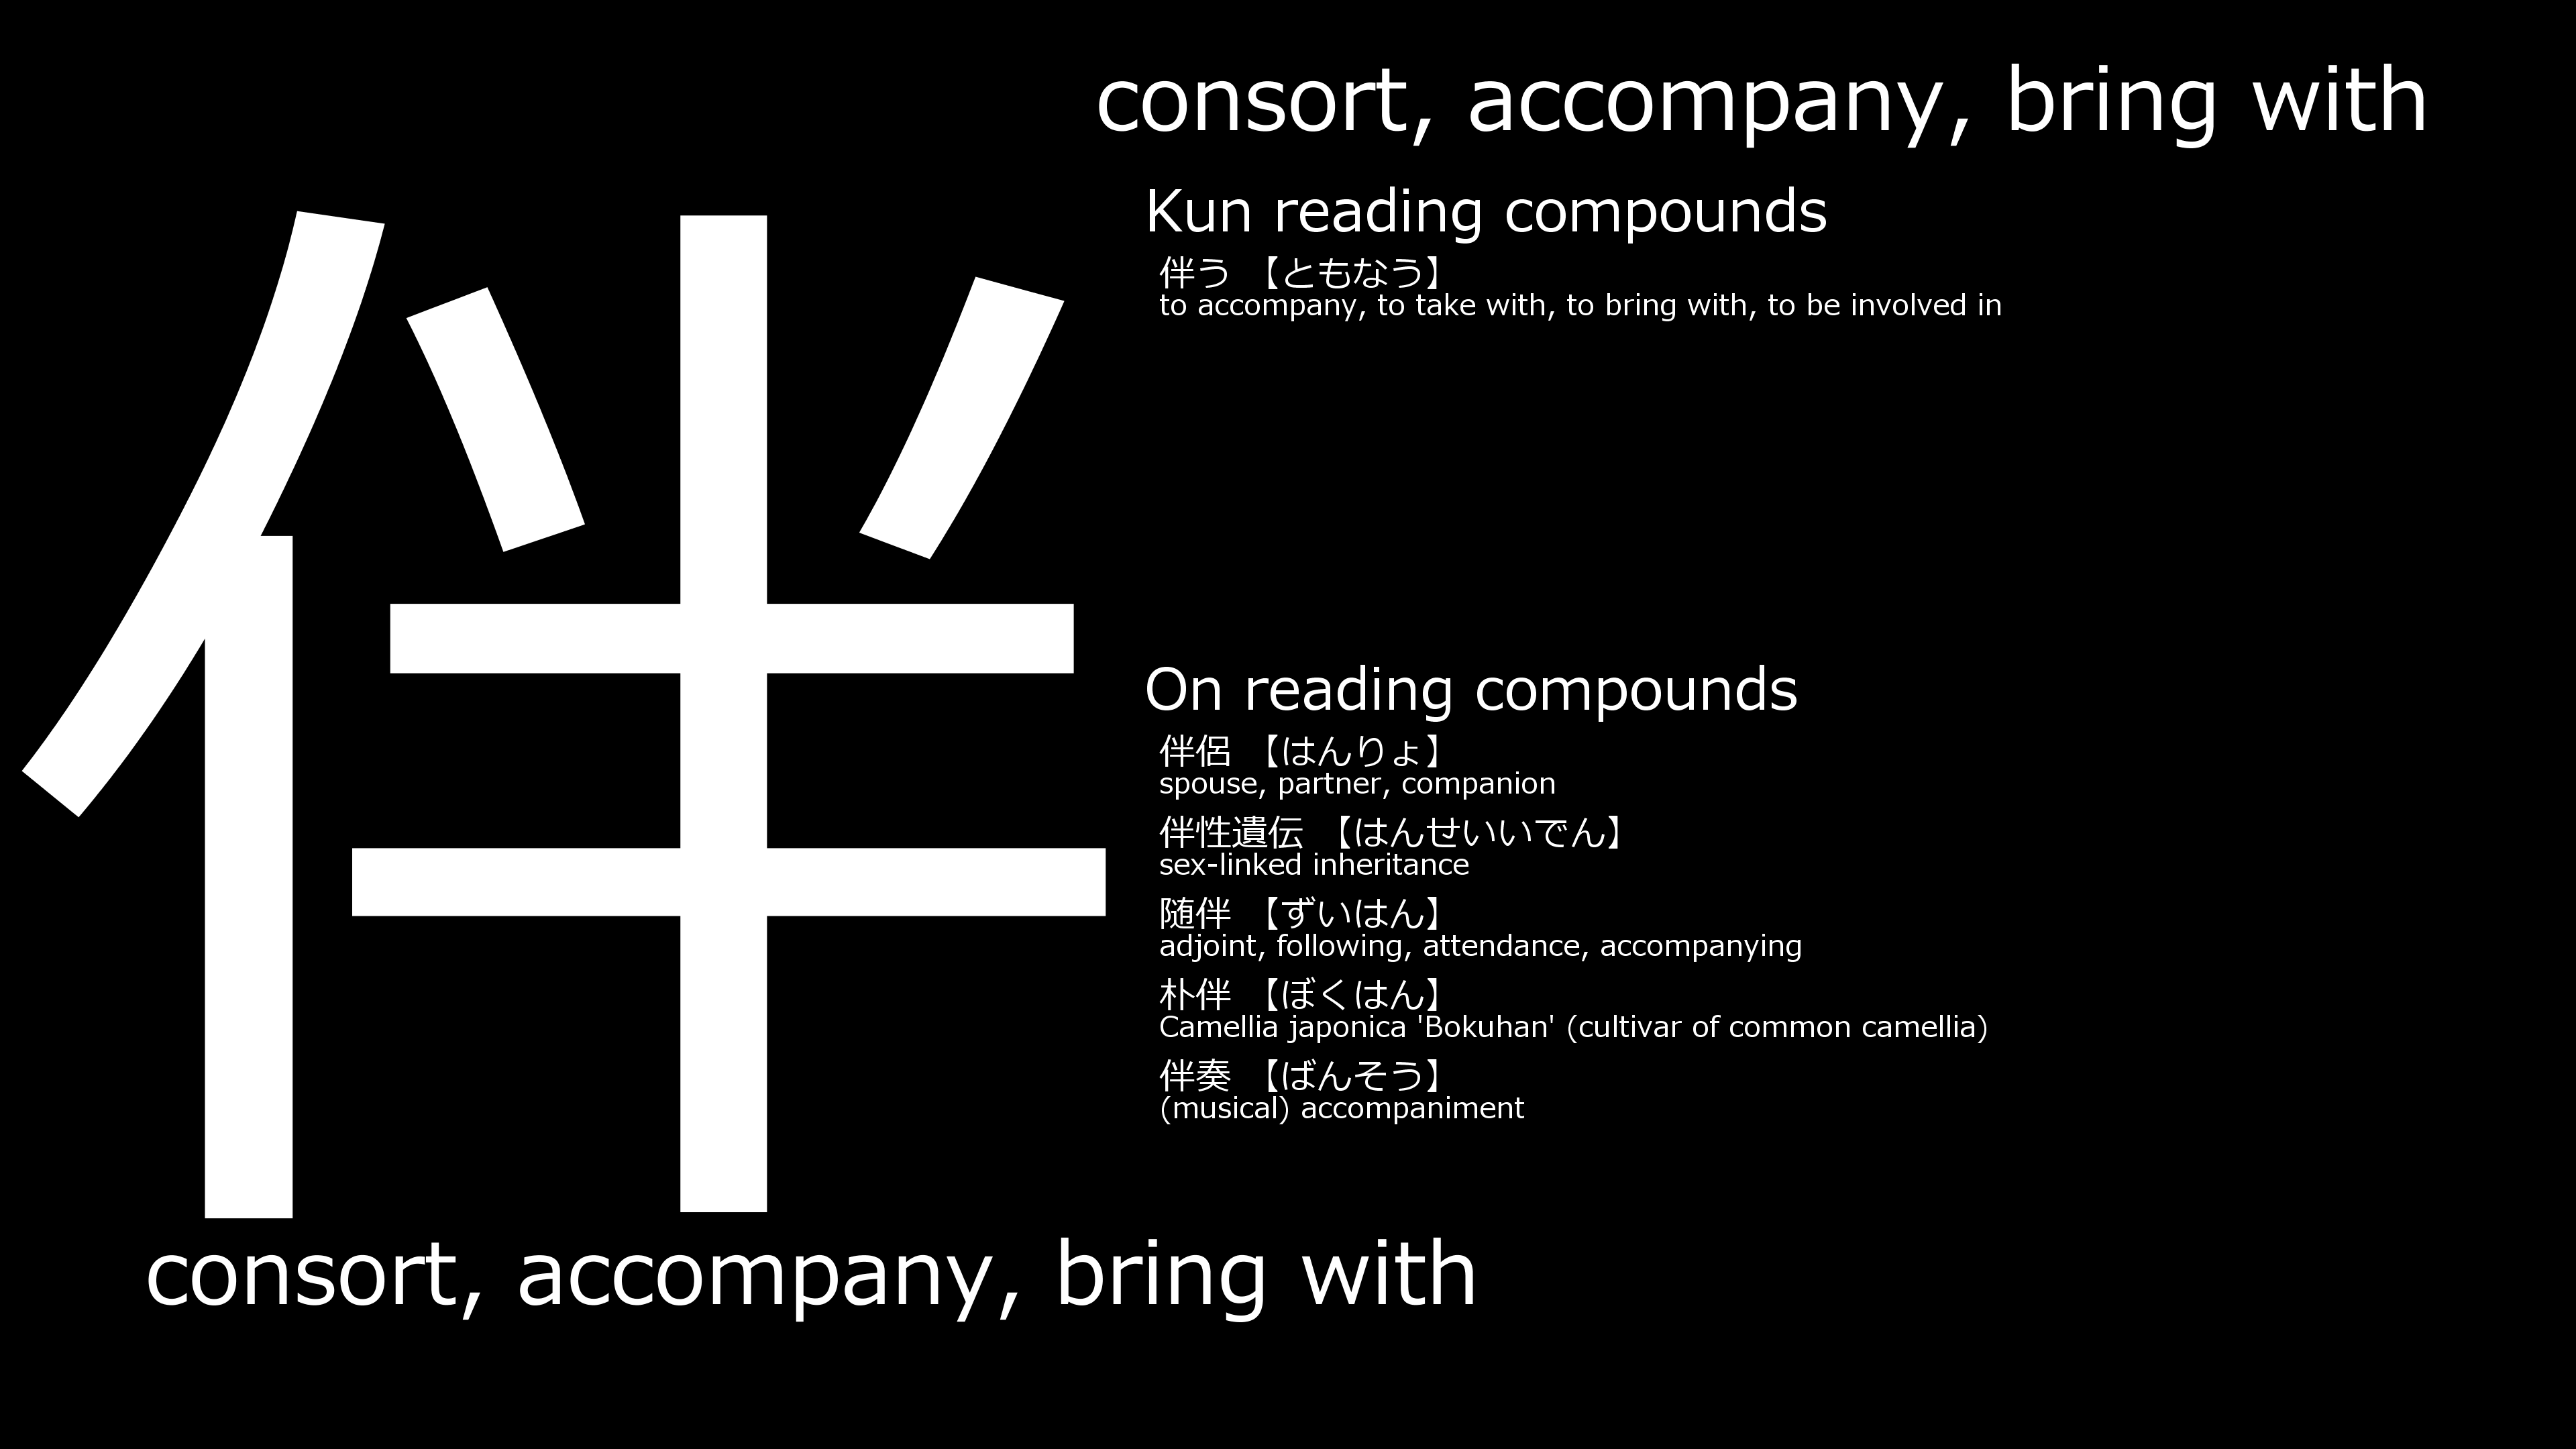 伴
consort, accompany, bring with
consort, accompany, bring with
Kun reading compounds
伴う 【ともなう】
to accompany, to take with, to bring with, to be involved in
On reading compounds
伴侶 【はんりょ】
spouse, partner, companion
伴性遺伝 【はんせいいでん】
sex-linked inheritance
随伴 【ずいはん】
adjoint, following, attendance, accompanying
朴伴 【ぼくはん】
Camellia japonica 'Bokuhan' (cultivar of common camellia)
伴奏 【ばんそう】
(musical) accompaniment